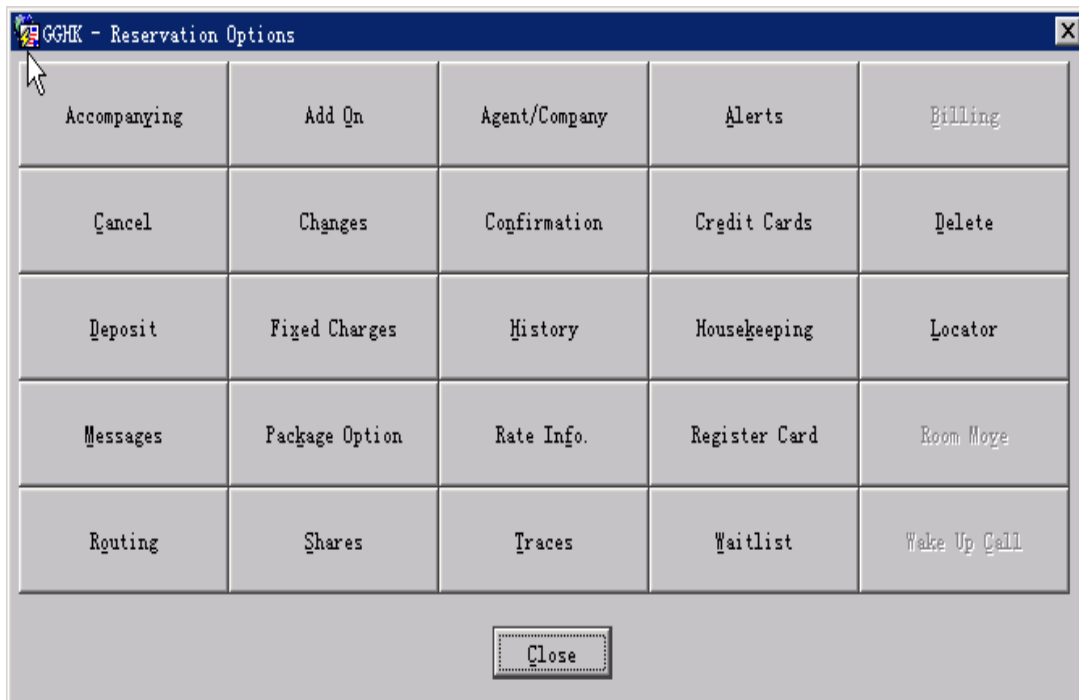 GGHK - Reservation Options
Accompanying Add On Agent/Company Alerts Billing
Cancel Changes Confirmation Credit Cards Delete
Deposit Fixed Charges History Housekeeping Locator
Messages Package Option Rate Info. Register Card Room Move
Routing Shares Traces Waitlist Wake Up Call
Close